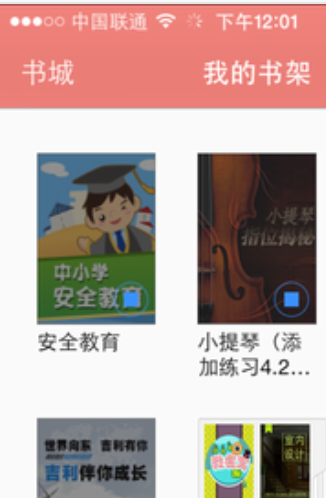 中国联通 下午12:01
书城 我的书架
中小学
安全教育
小提琴
指位揭秘
安全教育
小提琴（添
加练习4.2...
世界向东 吉利有你
吉利伴你成长
室内
设计